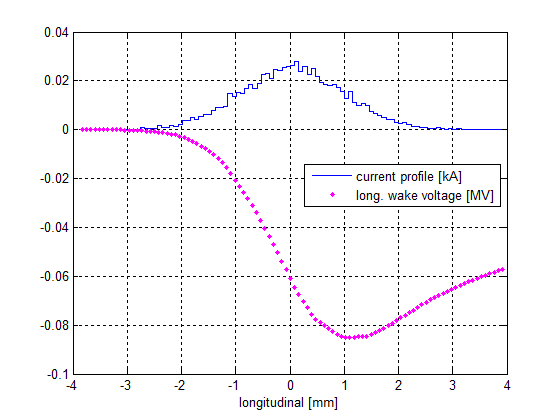 0.04
0.02
0
-0.02
current profile [kA]
long. wake voltage [MV]
-0.04
-0.06
-0.08
-0.1
-4 -3 -2 -1 0 1 2 3 4
longitudinal [mm]